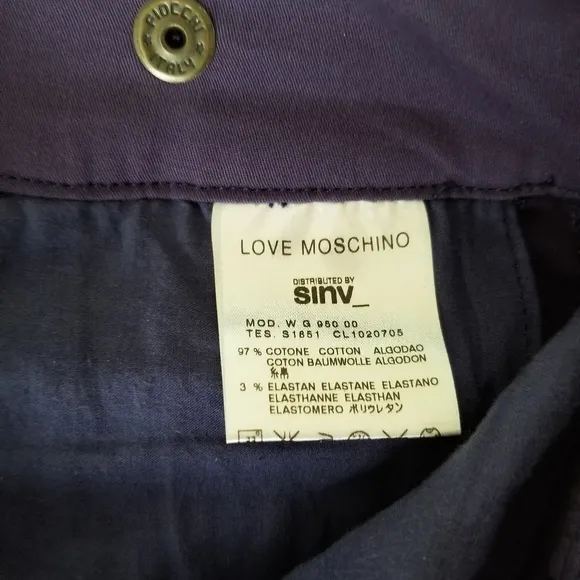 FIOCCHI
ITALY
LOVE MOSCHINO
DISTRIBUTED BY
sinv_
MOD. W G 960 00
TES. S1651 CL1020705
97 % COTONE COTTON ALGODAO
COTON BAUMWOLLE ALGODON
3 % ELASTAN ELASTANE ELASTANO
ELASTHANNE ELASTHAN
ELASTOMERO ポリウレタン